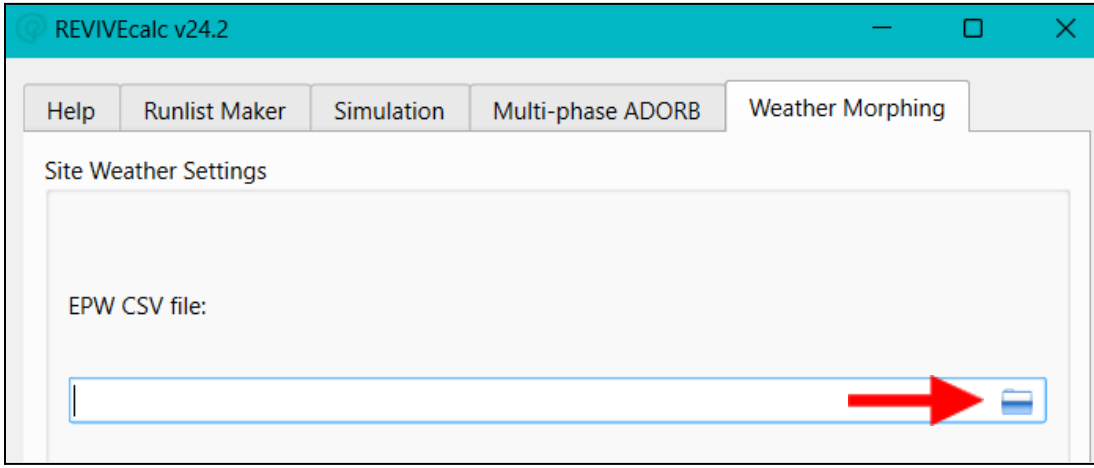 REVIVEcalc v24.2
Help Runlist Maker Simulation Multi-phase ADORB Weather Morphing
Site Weather Settings
EPW CSV file: